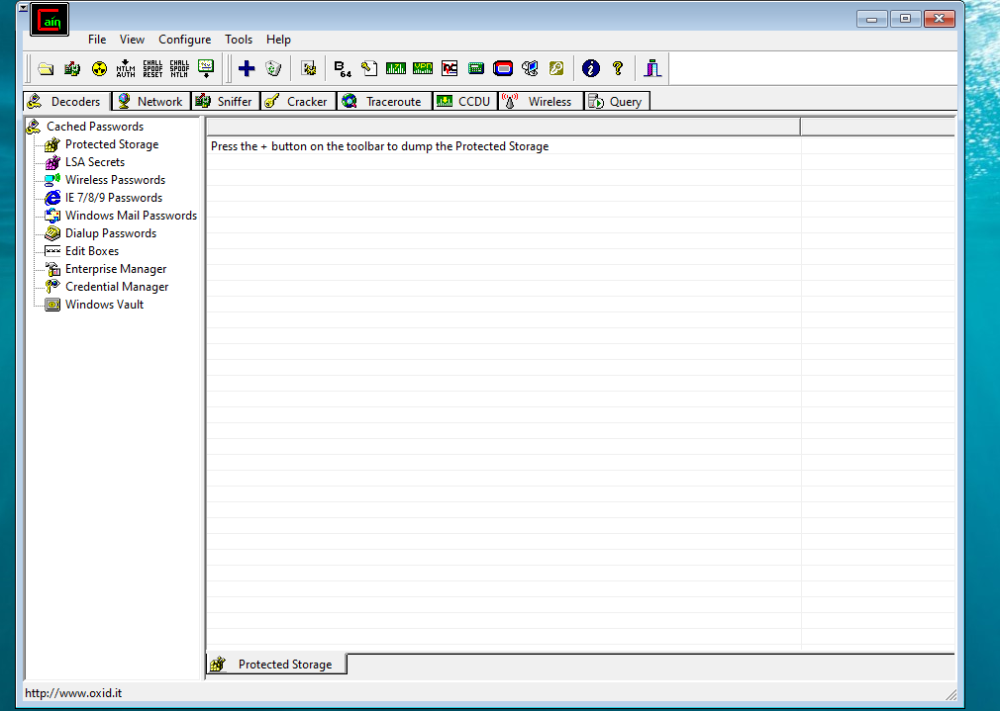 Caín
File View Configure Tools Help
NTLM AUTH CHALL SPOOF RESET CHALL SPOOF NTLM B 64
Decoders Network Sniffer Cracker Traceroute CCDU Wireless Query
Cached Passwords
Protected Storage
LSA Secrets
Wireless Passwords
IE 7/8/9 Passwords
Windows Mail Passwords
Dialup Passwords
Edit Boxes
Enterprise Manager
Credential Manager
Windows Vault
Press the + button on the toolbar to dump the Protected Storage
Protected Storage
http://www.oxid.it